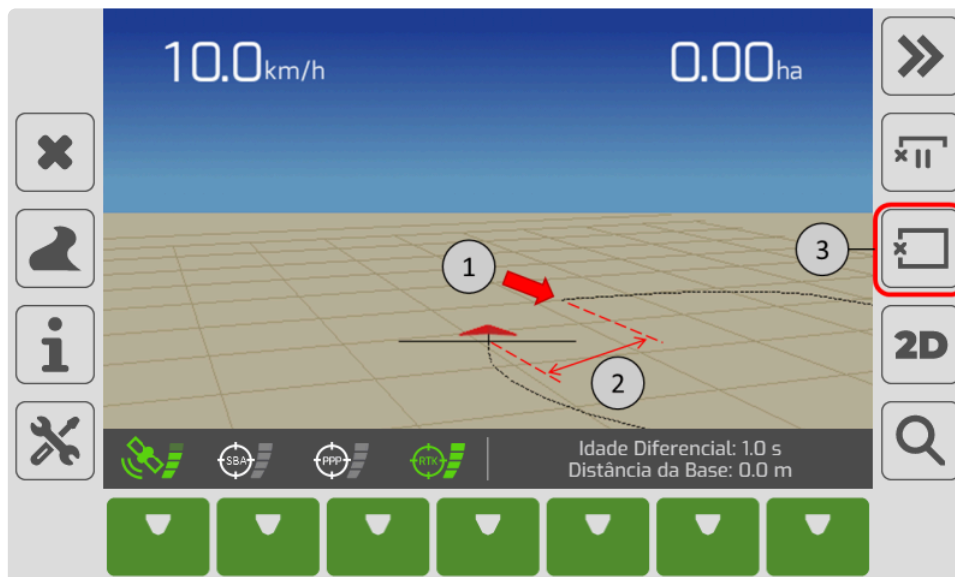 10.0km/h
0.00ha
1
3
2D
2
SBA
PPP
RTK
Idade Diferencial: 1.0 s
Distância da Base: 0.0 m